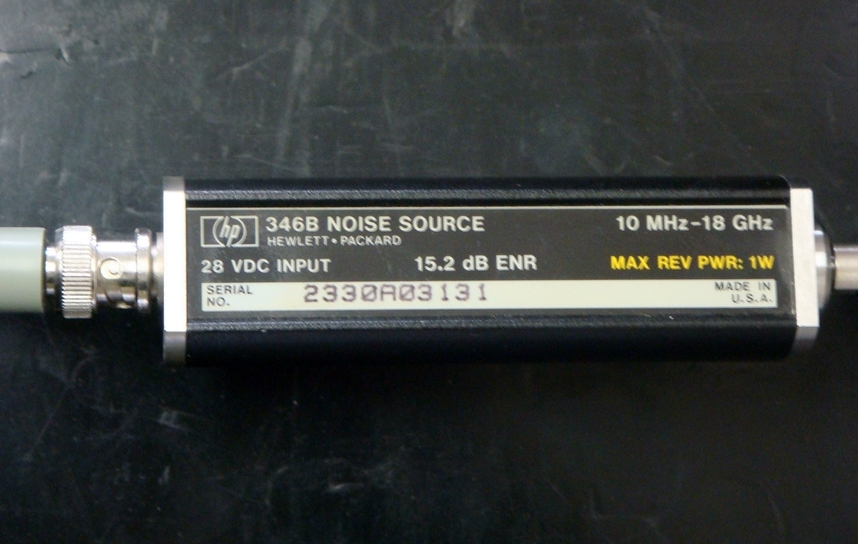 hp 346B NOISE SOURCE 10 MHz-18 GHz
HEWLETT•PACKARD
28 VDC INPUT 15.2 dB ENR MAX REV PWR: 1W
SERIAL NO. 2330A03131 MADE IN U.S.A.